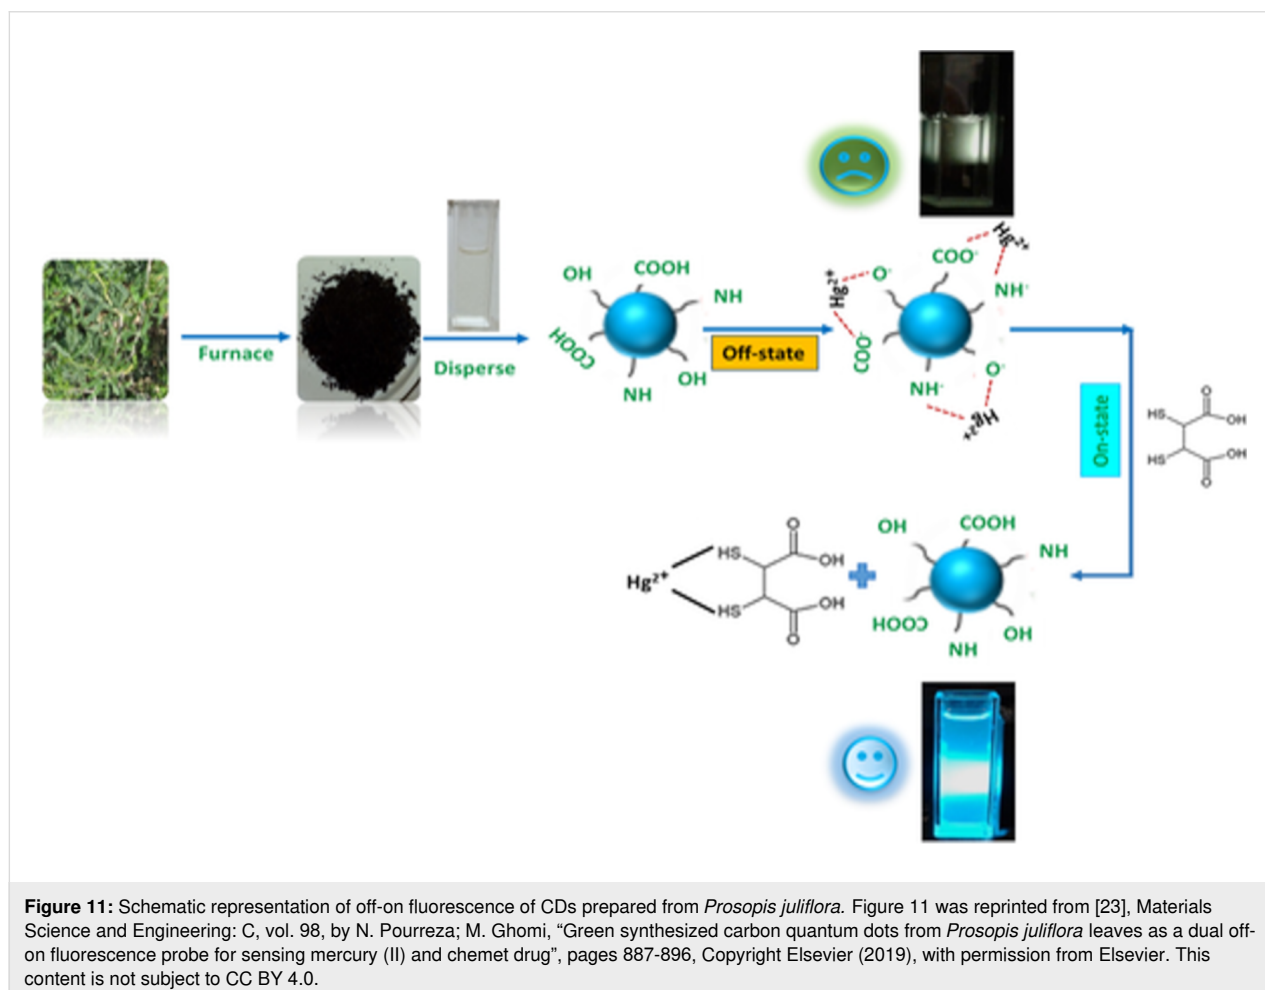 Furnace
Disperse
OH
COOH
NH
COOH
NH
OH
Off-state
COO-
Hg2+
NH-
O-
Hg2+
COO-
NH-
O-
Hg2+
On-state
HS
OH
O
HS
OH
O
Hg2+
HS
OH
O
HS
OH
O
OH
COOH
NH
COOH
NH
OH
Figure 11: Schematic representation of off-on fluorescence of CDs prepared from Prosopis juliflora. Figure 11 was reprinted from [23], Materials
Science and Engineering: C, vol. 98, by N. Pourreza; M. Ghomi, “Green synthesized carbon quantum dots from Prosopis juliflora leaves as a dual off-
on fluorescence probe for sensing mercury (II) and chemet drug”, pages 887-896, Copyright Elsevier (2019), with permission from Elsevier. This
content is not subject to CC BY 4.0.